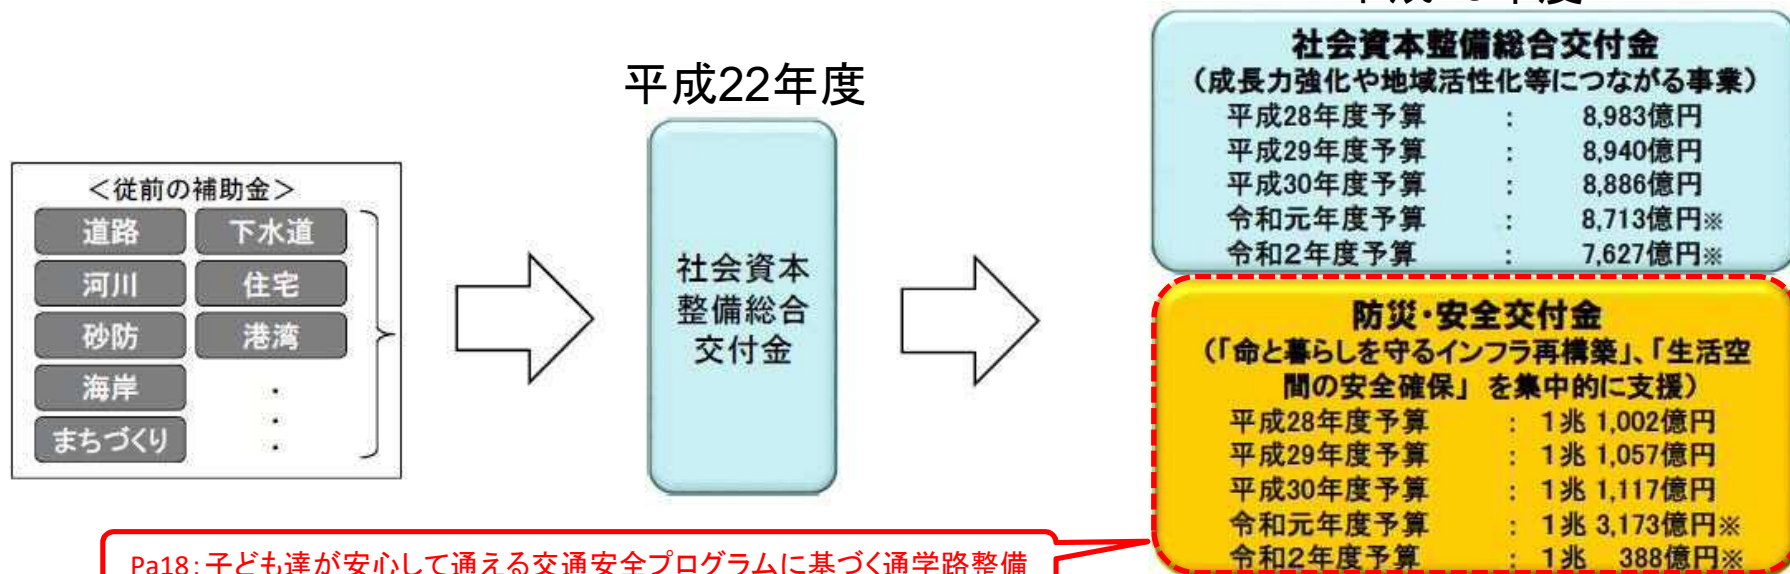 平成22年度
＜従前の補助金＞
道路 下水道
河川 住宅
砂防 港湾
海岸
まちづくり
社会資本
整備総合
交付金
社会資本整備総合交付金
（成長力強化や地域活性化等につながる事業）
平成28年度予算 : 8,983億円
平成29年度予算 : 8,940億円
平成30年度予算 : 8,886億円
令和元年度予算 : 8,713億円※
令和2年度予算 : 7,627億円※
防災・安全交付金
（「命と暮らしを守るインフラ再構築」、「生活空
間の安全確保」を集中的に支援）
平成28年度予算 : 1兆 1,002億円
平成29年度予算 : 1兆 1,057億円
平成30年度予算 : 1兆 1,117億円
令和元年度予算 : 1兆 3,173億円※
令和2年度予算 : 1兆 388億円※
Pa18：子ども達が安心して通える交通安全プログラムに基づく通学路整備